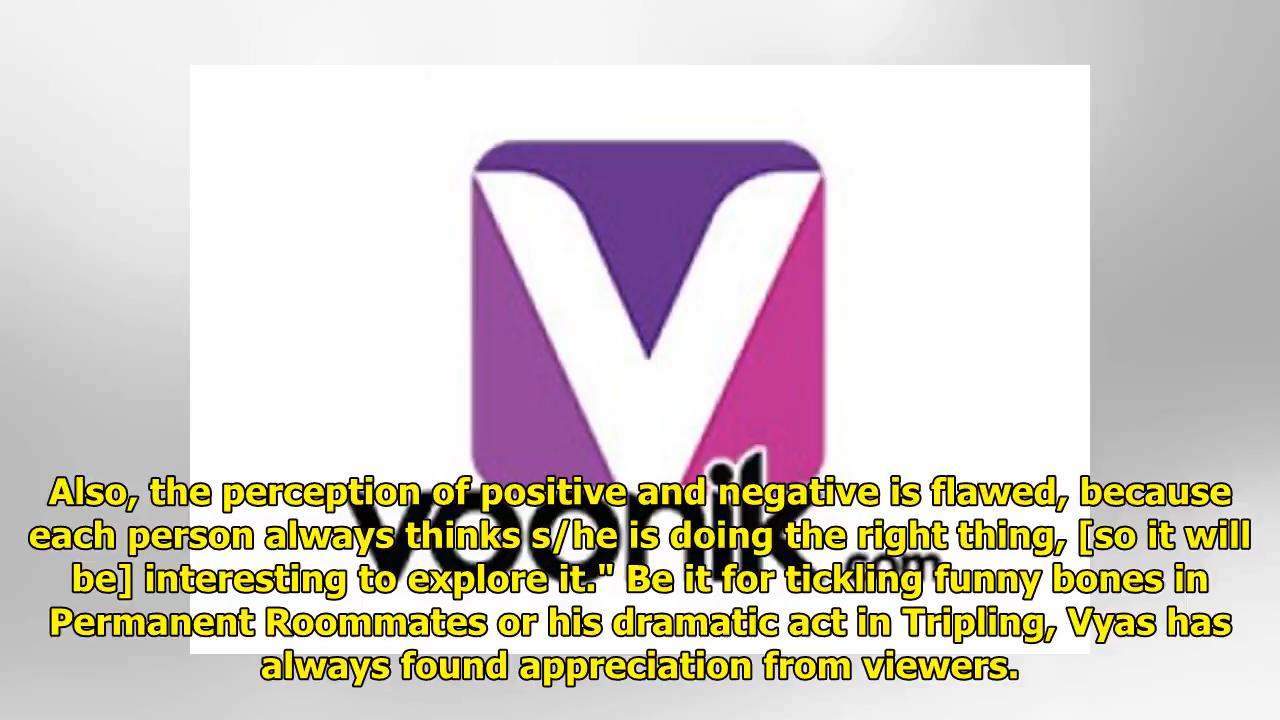 Also, the perception of positive and negative is flawed, because
each person always thinks s/he is doing the right thing, [so it will
be] interesting to explore it." Be it for tickling funny bones in
Permanent Roommates or his dramatic act in Tripling, Vyas has
always found appreciation from viewers.
voonik
.com